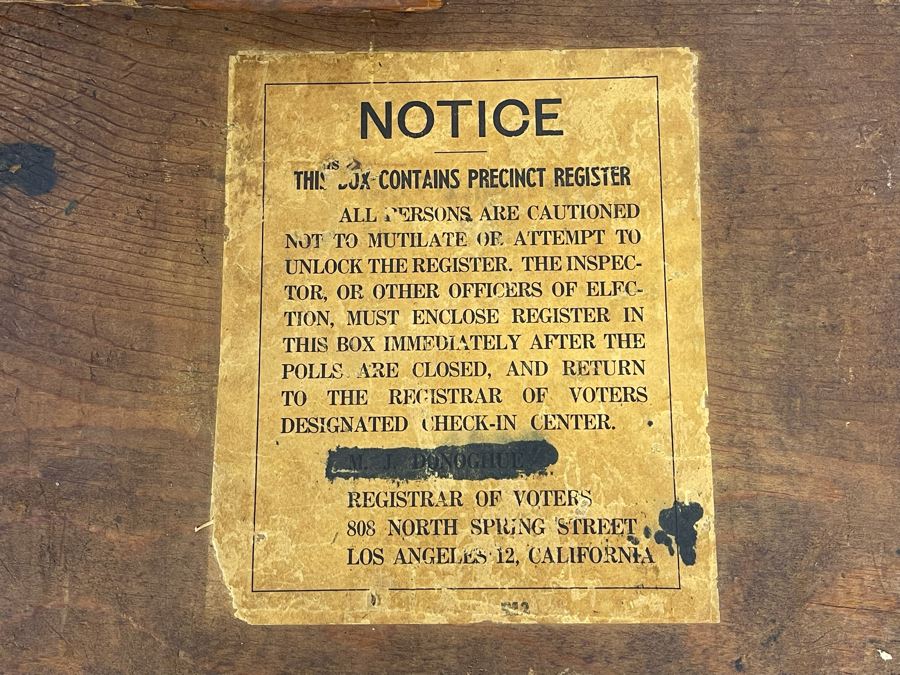 NOTICE
THIS BOX CONTAINS PRECINCT REGISTER
ALL PERSONS ARE CAUTIONED
NOT TO MUTILATE OR ATTEMPT TO
UNLOCK THE REGISTER. THE INSPEC-
TOR, OR OTHER OFFICERS OF ELEC-
TION, MUST ENCLOSE REGISTER IN
THIS BOX IMMEDIATELY AFTER THE
POLLS ARE CLOSED, AND RETURN
TO THE REGISTRAR OF VOTERS
DESIGNATED CHECK-IN CENTER.
M. J. DONOGHUE
REGISTRAR OF VOTERS
808 NORTH SPRING STREET
LOS ANGELES 12, CALIFORNIA